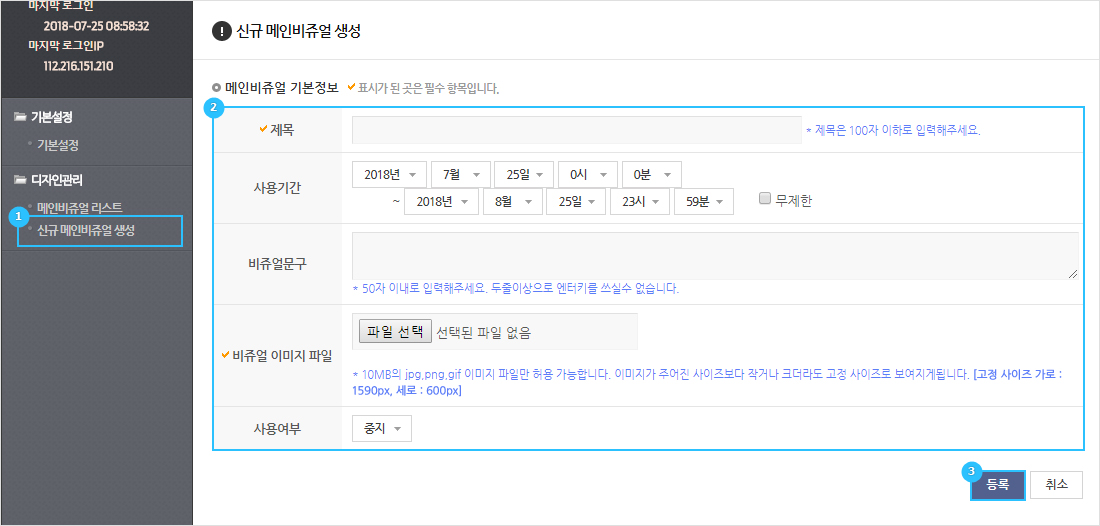 마지막 로그인
2018-07-25 08:58:32
마지막 로그인IP
112.216.151.210
기본설정
기본설정
디자인관리
메인비쥬얼 리스트
1
신규 메인비쥬얼 생성
! 신규 메인비쥬얼 생성
메인비쥬얼 기본정보 ✓ 표시가 된 곳은 필수 항목입니다.
2
✓ 제목 * 제목은 100자 이하로 입력해주세요.
사용기간 2018년 7월 25일 0시 0분
~ 2018년 8월 25일 23시 59분 무제한
비쥬얼문구
* 50자 이내로 입력해주세요. 두줄이상으로 엔터키를 쓰실수 없습니다.
✓ 비쥬얼 이미지 파일 파일 선택 선택된 파일 없음
* 10MB의 jpg,png,gif 이미지 파일만 허용 가능합니다. 이미지가 주어진 사이즈보다 작거나 크더라도 고정 사이즈로 보여지게됩니다. [고정 사이즈 가로 :
1590px, 세로 : 600px]
사용여부 중지
3
등록 취소